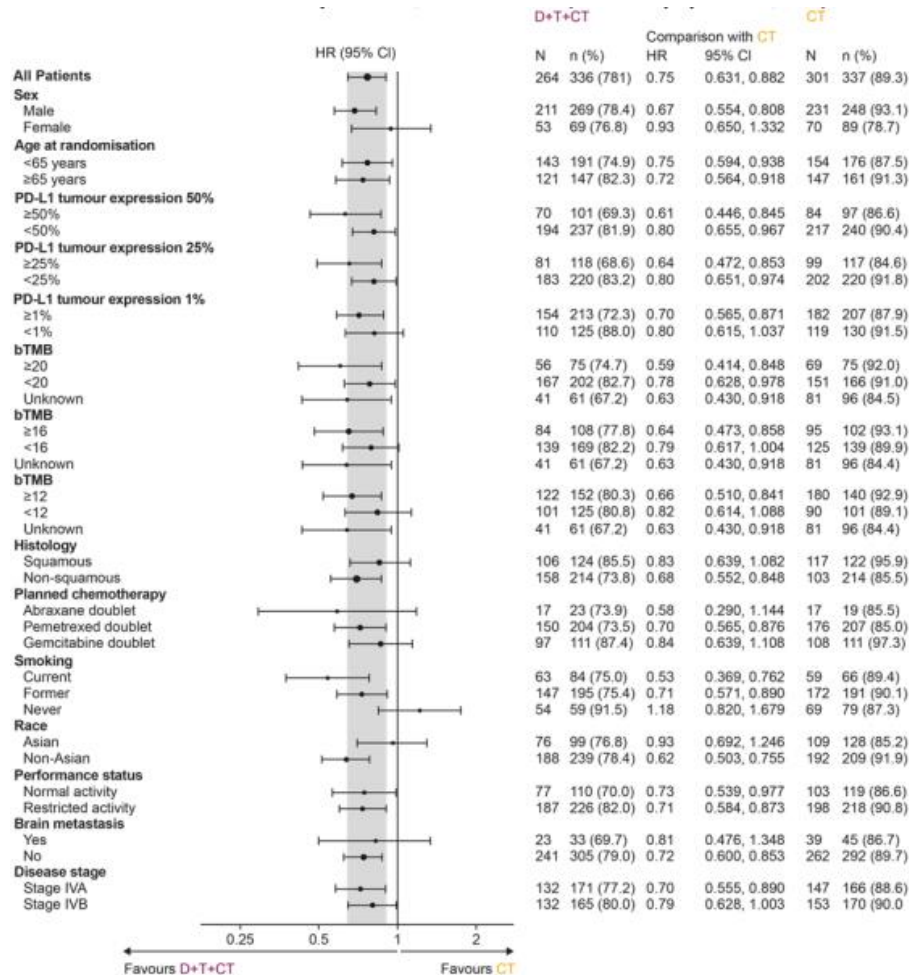 D+T+CT CT
Comparison with CT
HR (95% CI) N n (%) HR 95% CI N n (%)
All Patients 264 336 (781) 0.75 0.631, 0.882 301 337 (89.3)
Sex
Male 211 269 (78.4) 0.67 0.554, 0.808 231 248 (93.1)
Female 53 69 (76.8) 0.93 0.650, 1.332 70 89 (78.7)
Age at randomisation
<65 years 143 191 (74.9) 0.75 0.594, 0.938 154 176 (87.5)
≥65 years 121 147 (82.3) 0.72 0.564, 0.918 147 161 (91.3)
PD-L1 tumour expression 50%
≥50% 70 101 (69.3) 0.61 0.446, 0.845 84 97 (86.6)
<50% 194 237 (81.9) 0.80 0.655, 0.967 217 240 (90.4)
PD-L1 tumour expression 25%
≥25% 81 118 (68.6) 0.64 0.472, 0.853 99 117 (84.6)
<25% 183 220 (83.2) 0.80 0.651, 0.974 202 220 (91.8)
PD-L1 tumour expression 1%
≥1% 154 213 (72.3) 0.70 0.565, 0.871 182 207 (87.9)
<1% 110 125 (88.0) 0.80 0.615, 1.037 119 130 (91.5)
bTMB
≥20 56 75 (74.7) 0.59 0.414, 0.848 69 75 (92.0)
<20 167 202 (82.7) 0.78 0.628, 0.978 151 166 (91.0)
Unknown 41 61 (67.2) 0.63 0.430, 0.918 81 96 (84.5)
bTMB
≥16 84 108 (77.8) 0.64 0.473, 0.858 95 102 (93.1)
<16 139 169 (82.2) 0.79 0.617, 1.004 125 139 (89.9)
Unknown 41 61 (67.2) 0.63 0.430, 0.918 81 96 (84.4)
bTMB
≥12 122 152 (80.3) 0.66 0.510, 0.841 180 140 (92.9)
<12 101 125 (80.8) 0.82 0.614, 1.088 90 101 (89.1)
Unknown 41 61 (67.2) 0.63 0.430, 0.918 81 96 (84.4)
Histology
Squamous 106 124 (85.5) 0.83 0.639, 1.082 117 122 (95.9)
Non-squamous 158 214 (73.8) 0.68 0.552, 0.848 103 214 (85.5)
Planned chemotherapy
Abraxane doublet 17 23 (73.9) 0.58 0.290, 1.144 17 19 (85.5)
Pemetrexed doublet 150 204 (73.5) 0.70 0.565, 0.876 176 207 (85.0)
Gemcitabine doublet 97 111 (87.4) 0.84 0.639, 1.108 108 111 (97.3)
Smoking
Current 63 84 (75.0) 0.53 0.369, 0.762 59 66 (89.4)
Former 147 195 (75.4) 0.71 0.571, 0.890 172 191 (90.1)
Never 54 59 (91.5) 1.18 0.820, 1.679 69 79 (87.3)
Race
Asian 76 99 (76.8) 0.93 0.692, 1.246 109 128 (85.2)
Non-Asian 188 239 (78.4) 0.62 0.503, 0.755 192 209 (91.9)
Performance status
Normal activity 77 110 (70.0) 0.73 0.539, 0.977 103 119 (86.6)
Restricted activity 187 226 (82.0) 0.71 0.584, 0.873 198 218 (90.8)
Brain metastasis
Yes 23 33 (69.7) 0.81 0.476, 1.348 39 45 (86.7)
No 241 305 (79.0) 0.72 0.600, 0.853 262 292 (89.7)
Disease stage
Stage IVA 132 171 (77.2) 0.70 0.555, 0.890 147 166 (88.6)
Stage IVB 132 165 (80.0) 0.79 0.628, 1.003 153 170 (90.0
0.25 0.5 1 2
Favours D+T+CT Favours CT